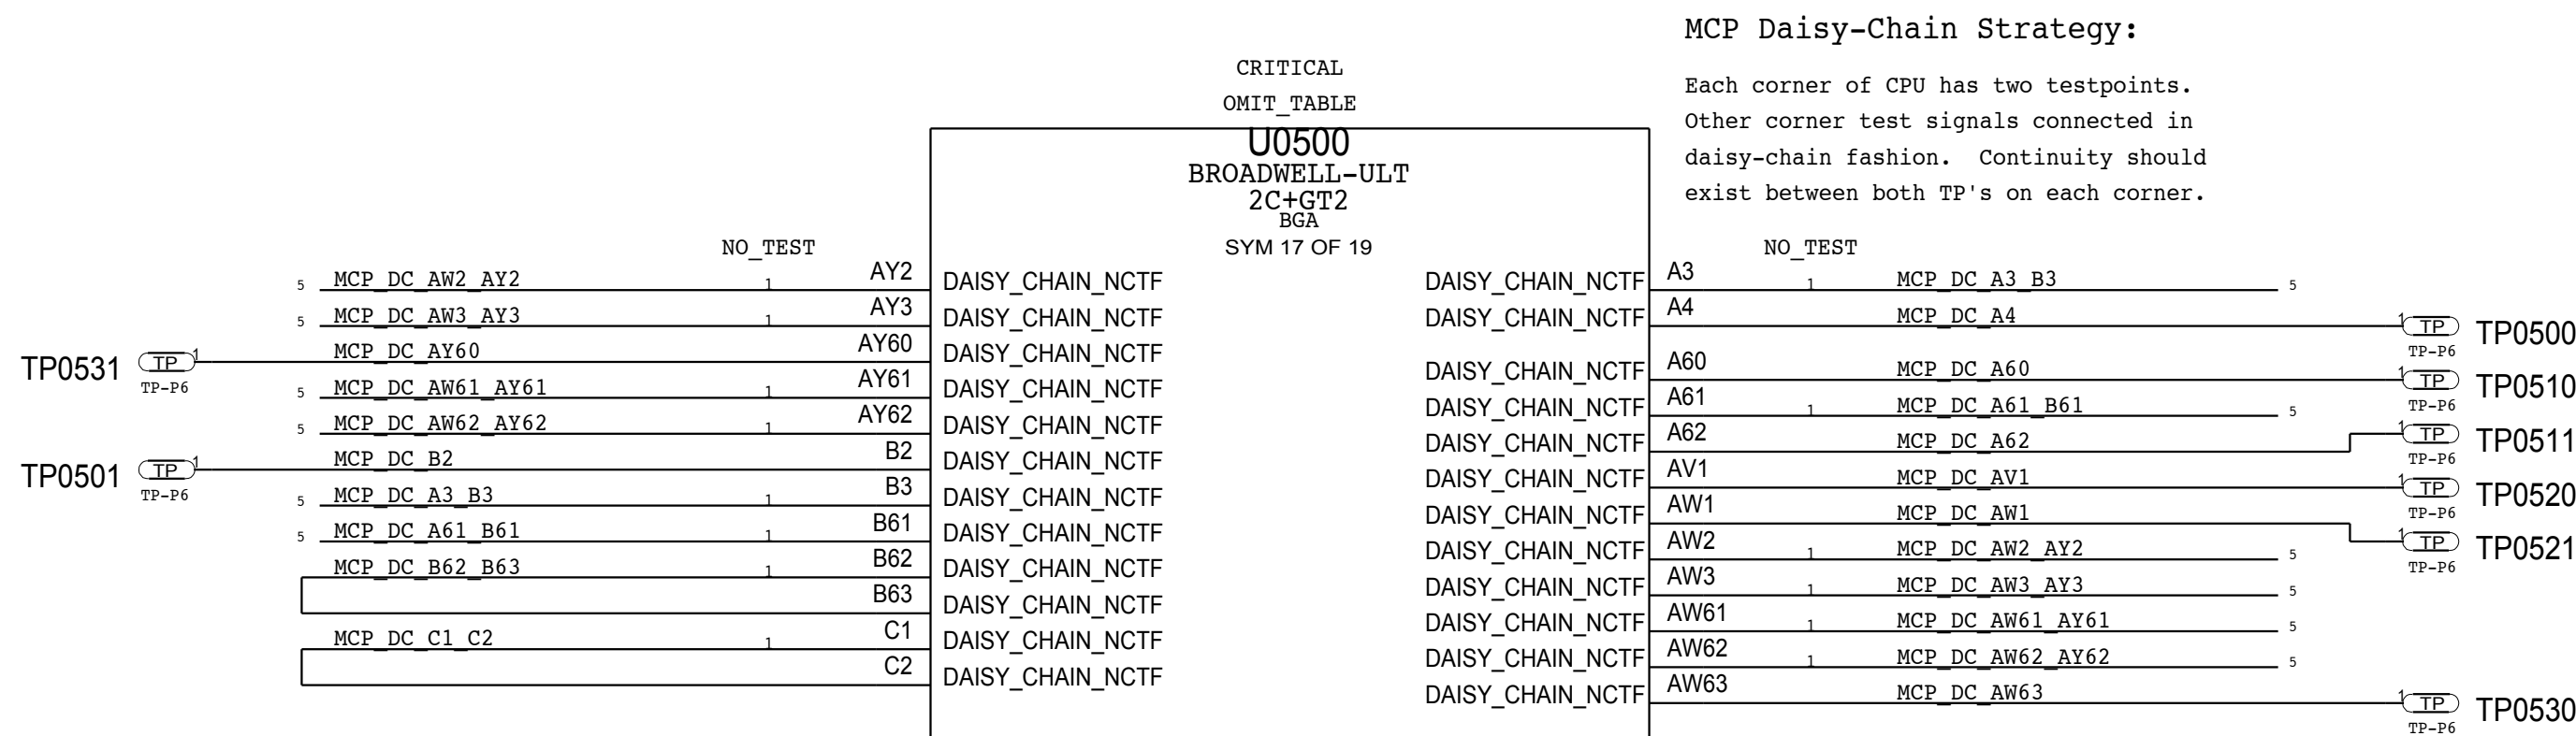 MCP Daisy-Chain Strategy:
Each corner of CPU has two testpoints.
Other corner test signals connected in
daisy-chain fashion.  Continuity should
exist between both TP's on each corner.
CRITICAL
OMIT_TABLE
U0500
BROADWELL-ULT
2C+GT2
BGA
SYM 17 OF 19
NO_TEST
5 MCP_DC_AW2_AY2 1 AY2 DAISY_CHAIN_NCTF
5 MCP_DC_AW3_AY3 1 AY3 DAISY_CHAIN_NCTF
TP0531 TP 1 MCP_DC_AY60 AY60 DAISY_CHAIN_NCTF
TP-P6
5 MCP_DC_AW61_AY61 1 AY61 DAISY_CHAIN_NCTF
5 MCP_DC_AW62_AY62 1 AY62 DAISY_CHAIN_NCTF
TP0501 TP 1 MCP_DC_B2 B2 DAISY_CHAIN_NCTF
TP-P6
5 MCP_DC_A3_B3 1 B3 DAISY_CHAIN_NCTF
5 MCP_DC_A61_B61 1 B61 DAISY_CHAIN_NCTF
MCP_DC_B62_B63 1 B62 DAISY_CHAIN_NCTF
B63 DAISY_CHAIN_NCTF
MCP_DC_C1_C2 1 C1 DAISY_CHAIN_NCTF
C2 DAISY_CHAIN_NCTF
NO_TEST
DAISY_CHAIN_NCTF A3 1 MCP_DC_A3_B3 5
DAISY_CHAIN_NCTF A4 MCP_DC_A4 1 TP TP0500
TP-P6
DAISY_CHAIN_NCTF A60 MCP_DC_A60 1 TP TP0510
TP-P6
DAISY_CHAIN_NCTF A61 1 MCP_DC_A61_B61 5
DAISY_CHAIN_NCTF A62 MCP_DC_A62 1 TP TP0511
TP-P6
DAISY_CHAIN_NCTF AV1 MCP_DC_AV1 1 TP TP0520
TP-P6
DAISY_CHAIN_NCTF AW1 MCP_DC_AW1 1 TP TP0521
TP-P6
DAISY_CHAIN_NCTF AW2 1 MCP_DC_AW2_AY2 5
DAISY_CHAIN_NCTF AW3 1 MCP_DC_AW3_AY3 5
DAISY_CHAIN_NCTF AW61 1 MCP_DC_AW61_AY61 5
DAISY_CHAIN_NCTF AW62 1 MCP_DC_AW62_AY62 5
DAISY_CHAIN_NCTF AW63 MCP_DC_AW63 1 TP TP0530
TP-P6